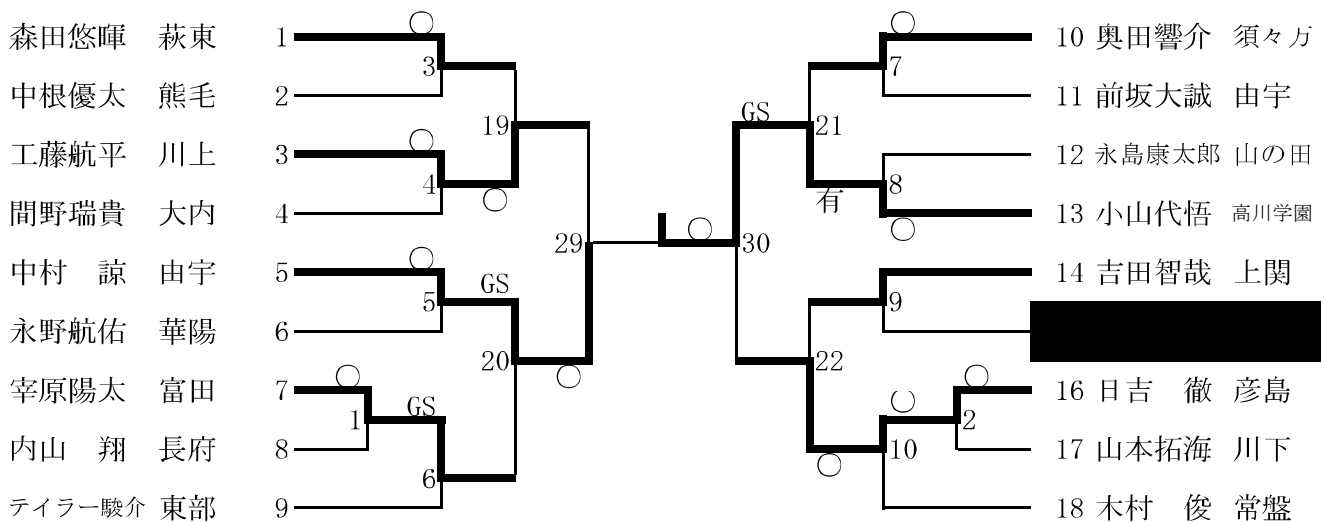 森田悠暉 萩東 1
3
中根優太 熊毛 2
19
工藤航平 川上 3
4
間野瑞貴 大内 4
29
中村 諒 由宇 5
GS
5
永野航佑 華陽 6
20
宰原陽太 富田 7
GS
1
内山 翔 長府 8
6
テイラー駿介 東部 9
10 奥田響介 須々万
7
11 前坂大誠 由宇
GS
21
12 永島康太郎 山の田
8
有
13 小山代悟 高川学園
30
14 吉田智哉 上関
9
22
16 日吉 徹 彦島
2
17 山本拓海 川下
10
18 木村 俊 常盤